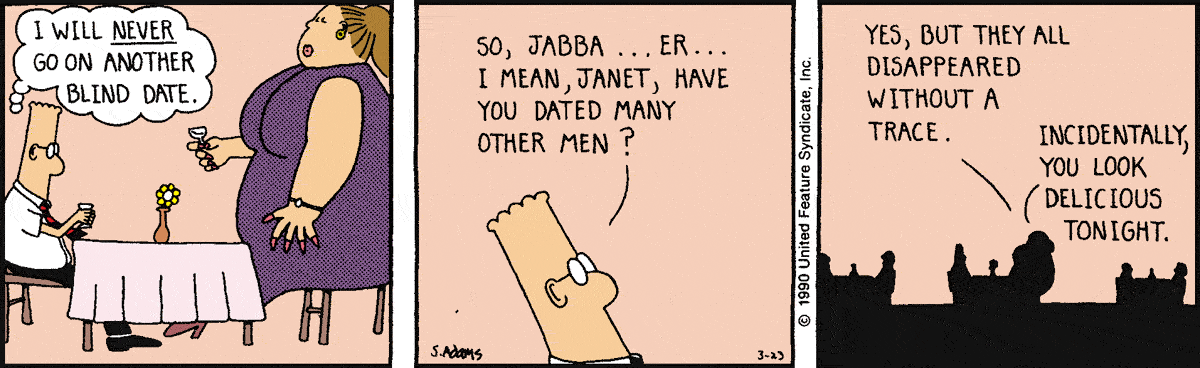 I WILL NEVER
GO ON ANOTHER
BLIND DATE.
SO, JABBA ... ER...
I MEAN, JANET, HAVE
YOU DATED MANY
OTHER MEN ?
S.Adams
3-23
© 1990 United Feature Syndicate, Inc.
YES, BUT THEY ALL
DISAPPEARED
WITHOUT A
TRACE.
INCIDENTALLY,
YOU LOOK
DELICIOUS
TONIGHT.